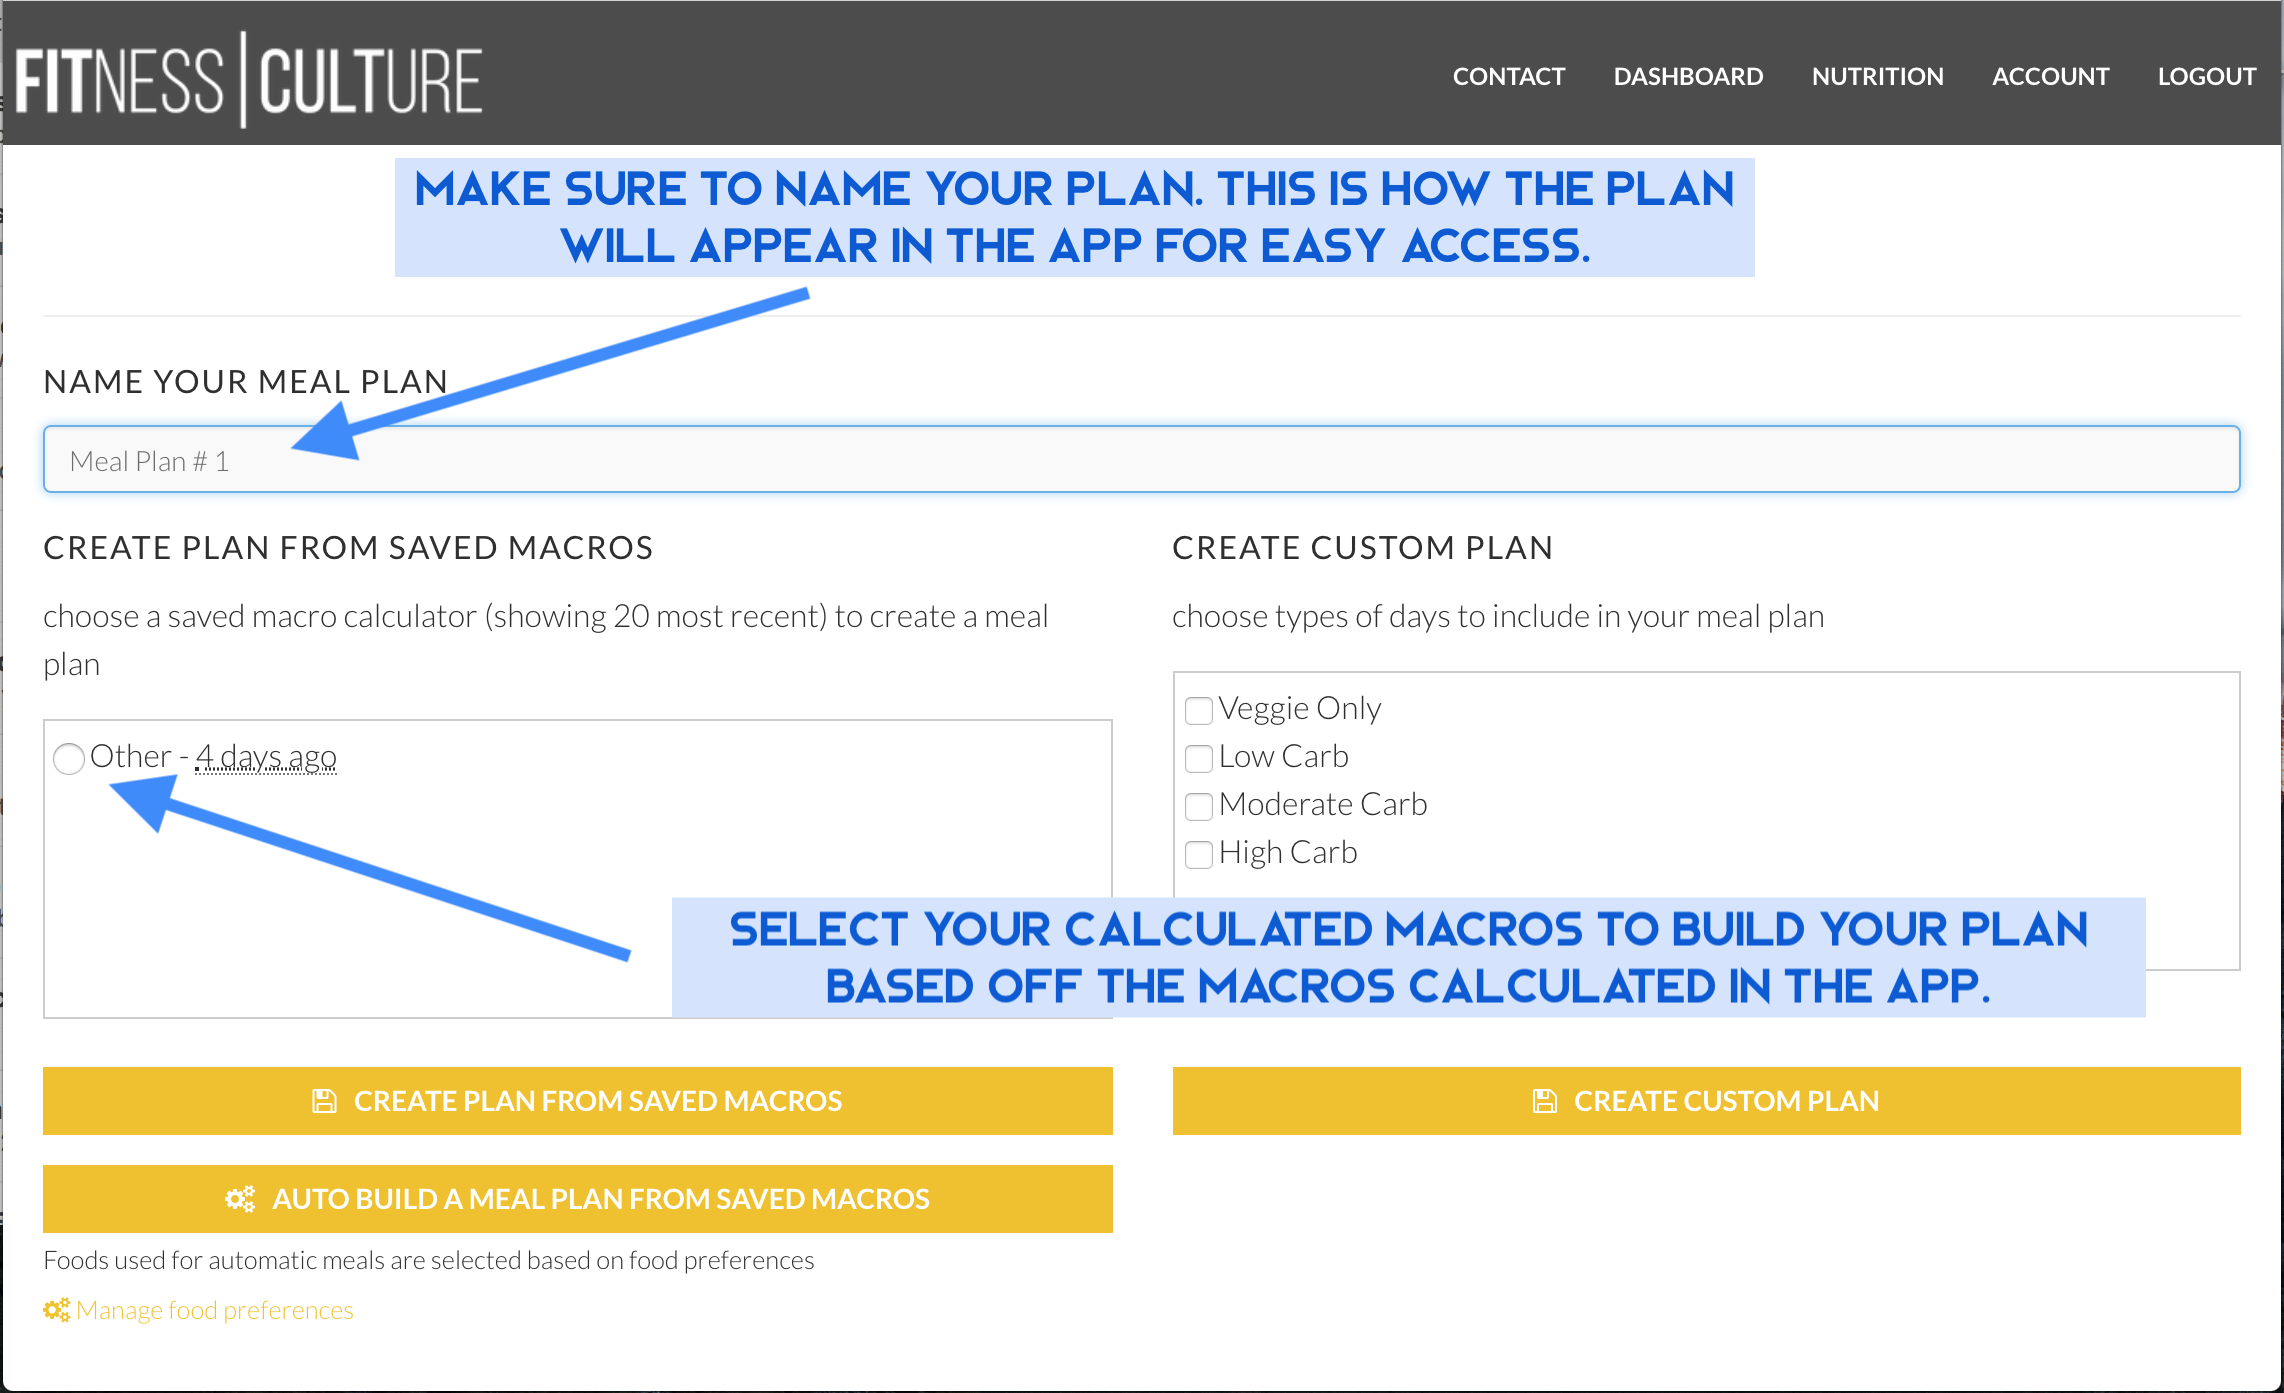 FITNESS|CULTURE
CONTACT DASHBOARD NUTRITION ACCOUNT LOGOUT
MAKE SURE TO NAME YOUR PLAN. THIS IS HOW THE PLAN
WILL APPEAR IN THE APP FOR EASY ACCESS.
NAME YOUR MEAL PLAN
Meal Plan # 1
CREATE PLAN FROM SAVED MACROS
choose a saved macro calculator (showing 20 most recent) to create a meal
plan
Other - 4 days ago
CREATE CUSTOM PLAN
choose types of days to include in your meal plan
Veggie Only
Low Carb
Moderate Carb
High Carb
SELECT YOUR CALCULATED MACROS TO BUILD YOUR PLAN
BASED OFF THE MACROS CALCULATED IN THE APP.
CREATE PLAN FROM SAVED MACROS
CREATE CUSTOM PLAN
AUTO BUILD A MEAL PLAN FROM SAVED MACROS
Foods used for automatic meals are selected based on food preferences
Manage food preferences